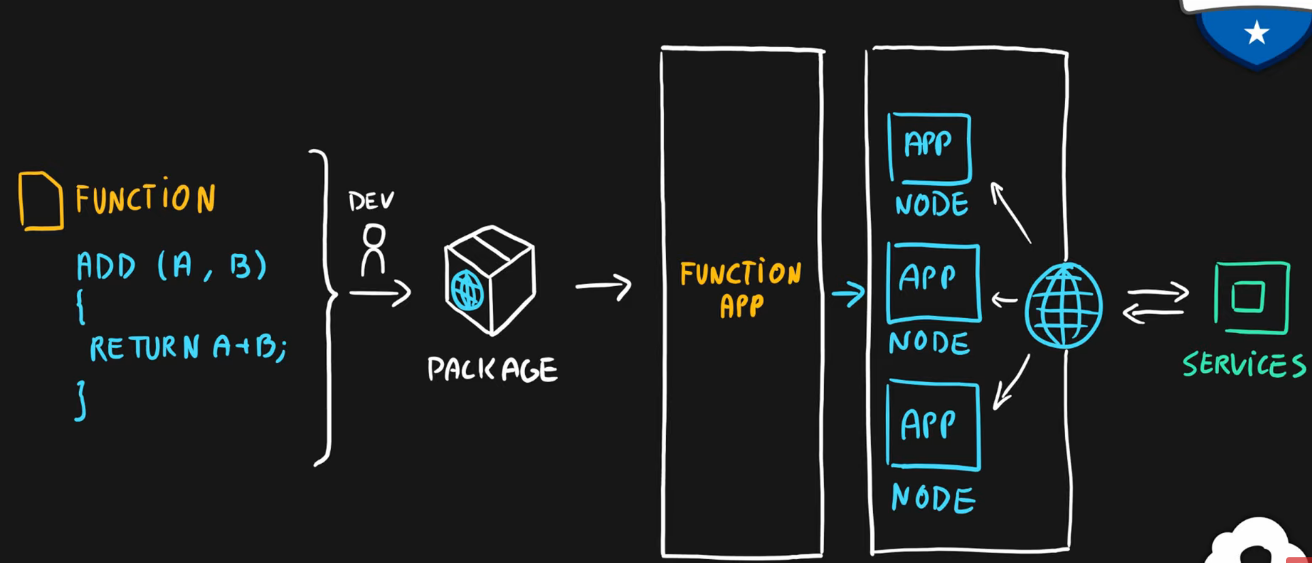 FUNCTION
ADD (A, B)
{
RETURN A+B;
}
DEV
PACKAGE
FUNCTION
APP
APP
NODE
APP
NODE
APP
NODE
SERVICES